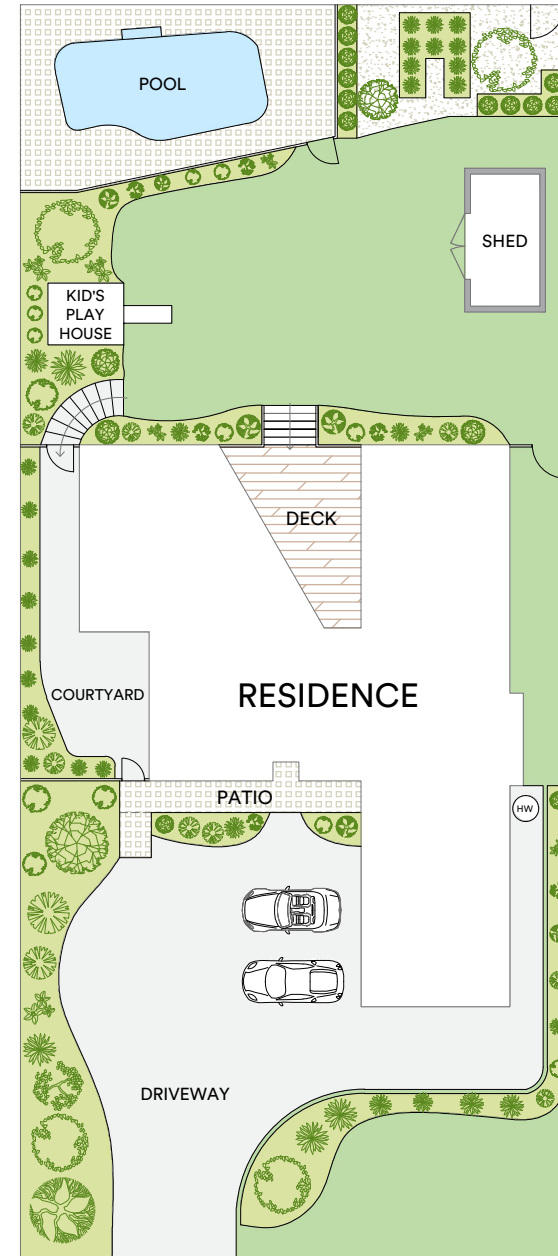 POOL
SHED
KID'S
PLAY
HOUSE
DECK
COURTYARD
RESIDENCE
PATIO
HW
DRIVEWAY